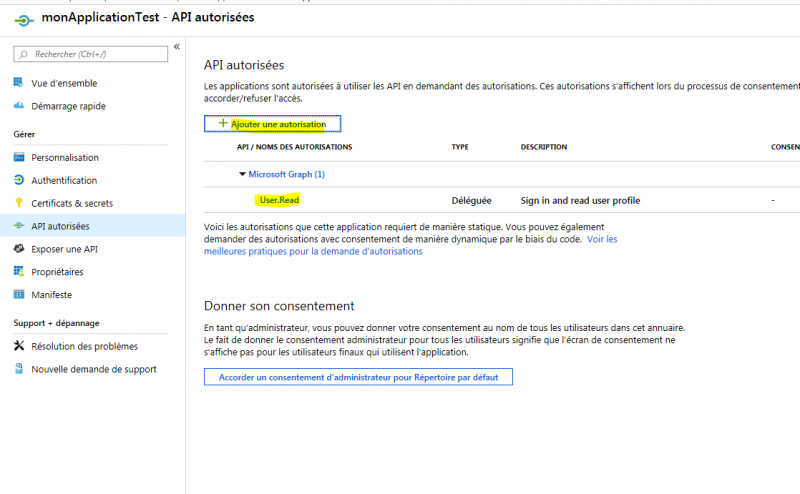 monApplicationTest - API autorisées
Rechercher (Ctrl+/)
«
Vue d'ensemble
Démarrage rapide
Gérer
Personnalisation
Authentification
Certificats & secrets
API autorisées
Exposer une API
Propriétaires
Manifeste
Support + dépannage
Résolution des problèmes
Nouvelle demande de support
API autorisées
Les applications sont autorisées à utiliser les API en demandant des autorisations. Ces autorisations s'affichent lors du processus de consentement
accorder/refuser l'accès.
+ Ajouter une autorisation
API / NOMS DES AUTORISATIONS TYPE DESCRIPTION CONSEN
Microsoft Graph (1)
User.Read Déléguée Sign in and read user profile -
Voici les autorisations que cette application requiert de manière statique. Vous pouvez également
demander des autorisations avec consentement de manière dynamique par le biais du code. Voir les
meilleures pratiques pour la demande d'autorisations
Donner son consentement
En tant qu'administrateur, vous pouvez donner votre consentement au nom de tous les utilisateurs dans cet annuaire.
Le fait de donner le consentement administrateur pour tous les utilisateurs signifie que l'écran de consentement ne
s'affiche pas pour les utilisateurs finaux qui utilisent l'application.
Accorder un consentement d'administrateur pour Répertoire par défaut